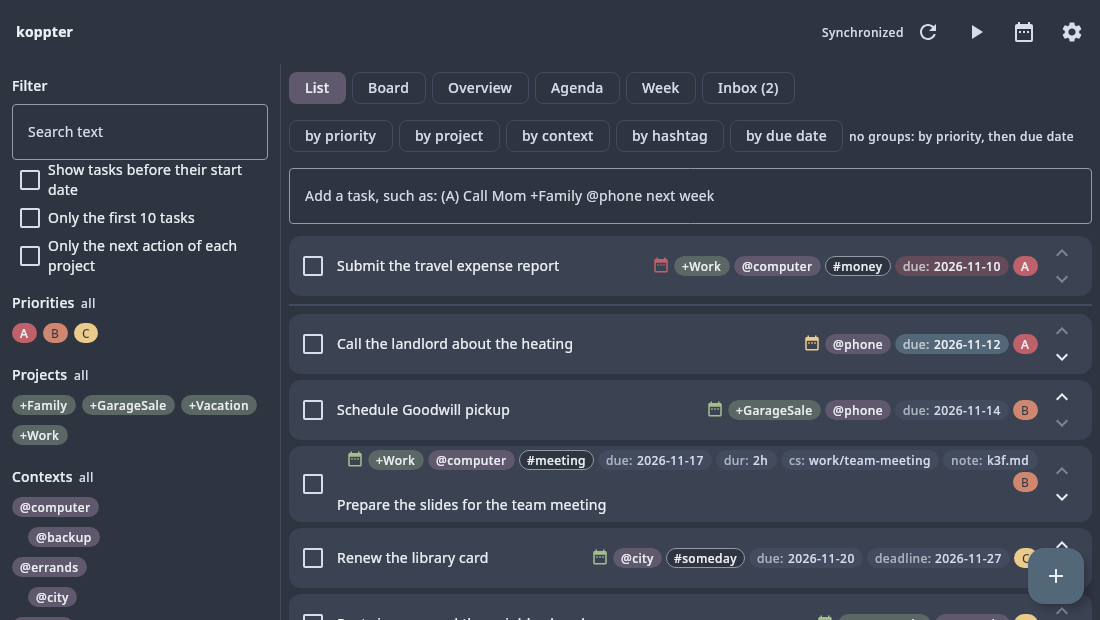 koppter
Synchronized
Filter
Search text
Show tasks before their start date
Only the first 10 tasks
Only the next action of each project
Priorities all
A B C
Projects all
+Family +GarageSale +Vacation
+Work
Contexts all
@computer
@backup
@errands
@city
List Board Overview Agenda Week Inbox (2)
by priority by project by context by hashtag by due date no groups: by priority, then due date
Add a task, such as: (A) Call Mom +Family @phone next week
Submit the travel expense report +Work @computer #money due: 2026-11-10 A
Call the landlord about the heating @phone due: 2026-11-12 A
Schedule Goodwill pickup +GarageSale @phone due: 2026-11-14 B
+Work @computer #meeting due: 2026-11-17 dur: 2h cs: work/team-meeting note: k3f.md
B
Prepare the slides for the team meeting
Renew the library card @city #someday due: 2026-11-20 deadline: 2026-11-27 C